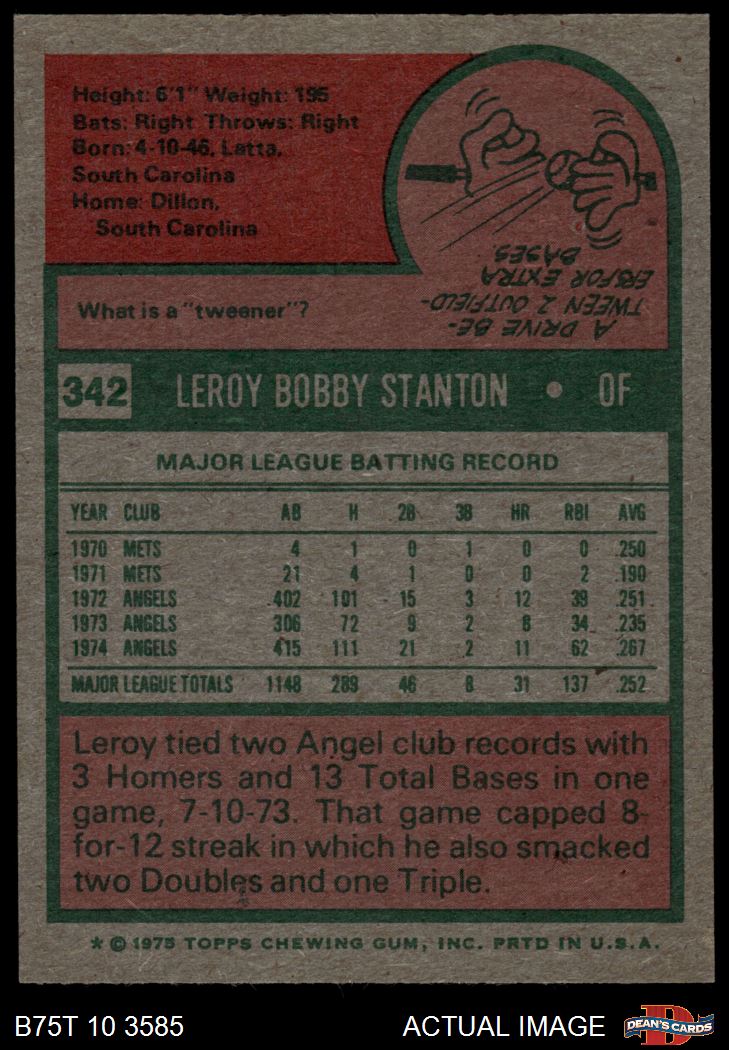 Height: 6'1" Weight: 195
Bats: Right Throws: Right
Born: 4-10-46, Latta,
South Carolina
Home: Dillon,
South Carolina
What is a "tweener"?
A DRIVE BE-
TWEEN 2 OUTFIELD-
ERS FOR EXTRA
BASES.
342 LEROY BOBBY STANTON • OF
MAJOR LEAGUE BATTING RECORD
YEAR CLUB AB H 2B 3B HR RBI AVG
1970 METS 4 1 0 1 0 0 .250
1971 METS 21 4 1 0 0 2 .190
1972 ANGELS 402 101 15 3 12 39 .251
1973 ANGELS 306 72 9 2 8 34 .235
1974 ANGELS 415 111 21 2 11 62 .267
MAJOR LEAGUE TOTALS 1148 289 46 8 31 137 .252
Leroy tied two Angel club records with
3 Homers and 13 Total Bases in one
game, 7-10-73. That game capped 8-
for-12 streak in which he also smacked
two Doubles and one Triple.
* © 1975 TOPPS CHEWING GUM, INC. PRTD IN U.S.A.
B75T 10 3585 ACTUAL IMAGE DEAN'S CARDS